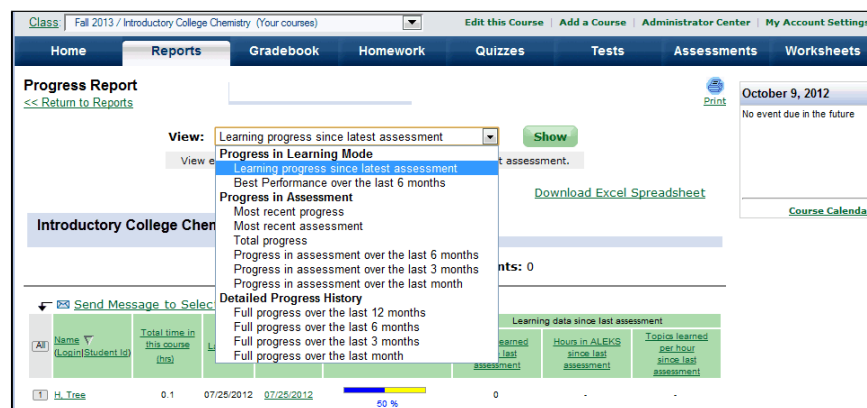 Class: Fall 2013 / Introductory College Chemistry (Your courses) Edit this Course | Add a Course | Administrator Center | My Account Settings
Home Reports Gradebook Homework Quizzes Tests Assessments Worksheets
Progress Report
<< Return to Reports
Print
October 9, 2012
No event due in the future
View: Learning progress since latest assessment Show
Progress in Learning Mode
View e t assessment.
Learning progress since latest assessment
Best Performance over the last 6 months
Progress in Assessment
Download Excel Spreadsheet
Most recent progress
Course Calenda
Most recent assessment
Introductory College Che
Total progress
Progress in assessment over the last 6 months
Progress in assessment over the last 3 months
nts: 0
Progress in assessment over the last month
Detailed Progress History
Send Message to Selec
Full progress over the last 12 months
Full progress over the last 6 months
Full progress over the last 3 months
Full progress over the last month
Learning data since last assessment
All Name (Login|Student Id)
Total time in this course (hrs)
L
earned
last
assessment
Hours in ALEKS since last assessment
Topics learned per hour since last assessment
1 H, Tree 0.1 07/25/2012 07/25/2012 50 % 0 - -